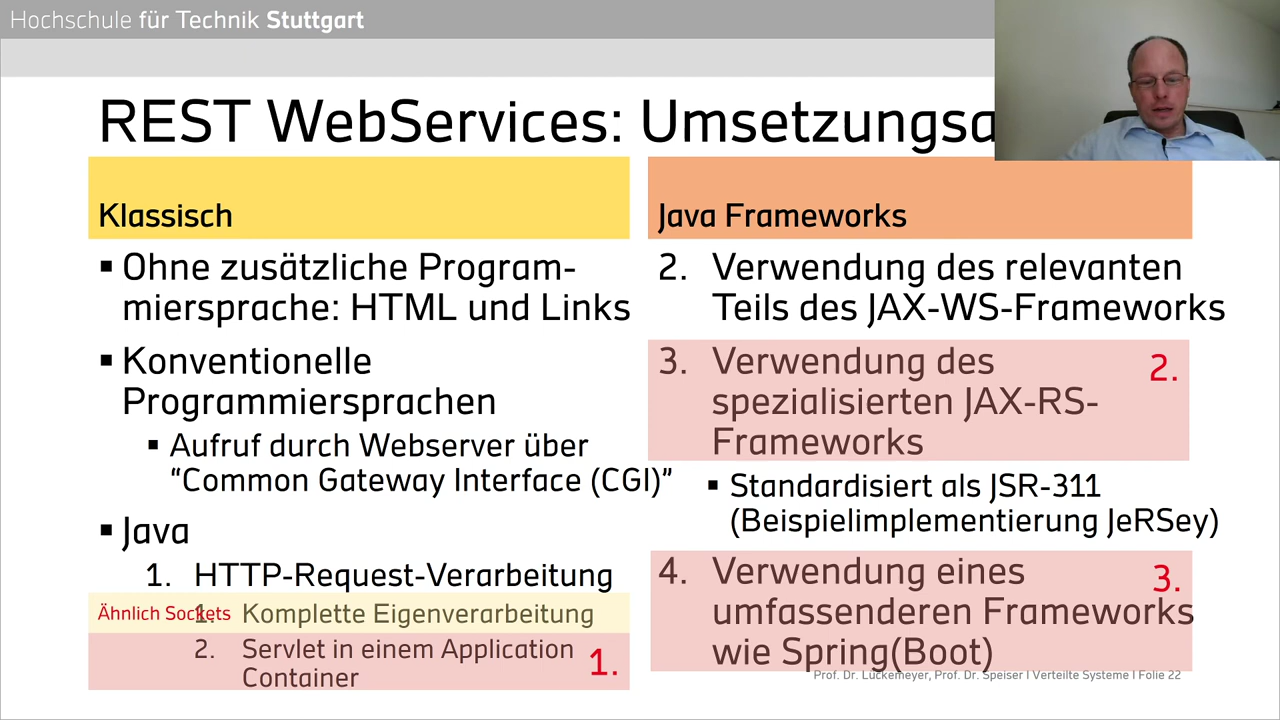 Hochschule für Technik Stuttgart
REST WebServices: Umsetzungsa
Klassisch
▪ Ohne zusätzliche Program-
miersprache: HTML und Links
▪ Konventionelle
Programmiersprachen
▪ Aufruf durch Webserver über
“Common Gateway Interface (CGI)”
▪ Java
1. HTTP-Request-Verarbeitung
Ähnlich Sockets
1. Komplette Eigenverarbeitung
2. Servlet in einem Application
Container
1.
Java Frameworks
2. Verwendung des relevanten
Teils des JAX-WS-Frameworks
3. Verwendung des
spezialisierten JAX-RS-
Frameworks
2.
▪ Standardisiert als JSR-311
(Beispielimplementierung JeRSey)
4. Verwendung eines
umfassenderen Frameworks
wie Spring(Boot)
3.
Prof. Dr. Lückemeyer, Prof. Dr. Speiser I Verteilte Systeme I Folie 22